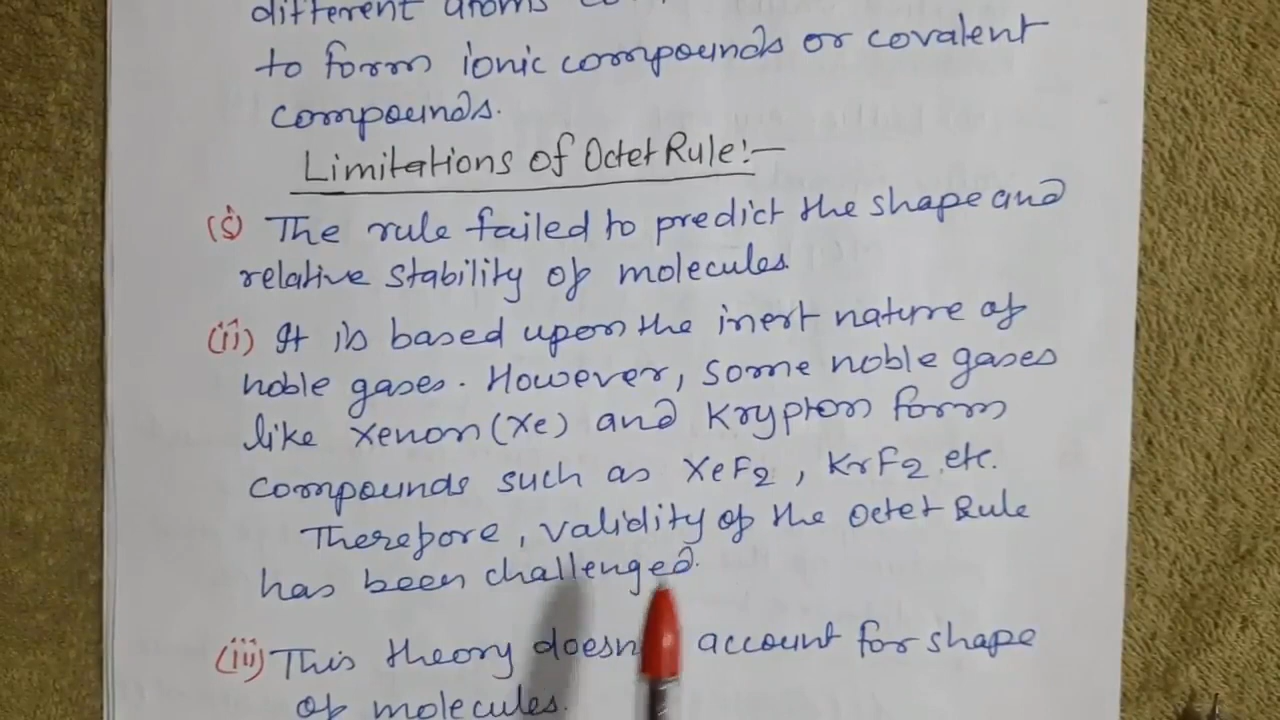 different atoms
to form ionic compounds or covalent
compounds.
Limitations of Octet Rule:-
(i) The rule failed to predict the shape and
relative stability of molecules.
(ii) It is based upon the inert nature of
noble gases. However, some noble gases
like xenon (Xe) and Krypton form
compounds such as XeF2, KrF2 etc.
Therefore, validity of the Octet Rule
has been challenged.
(iii) This theory account for shape
of molecules.